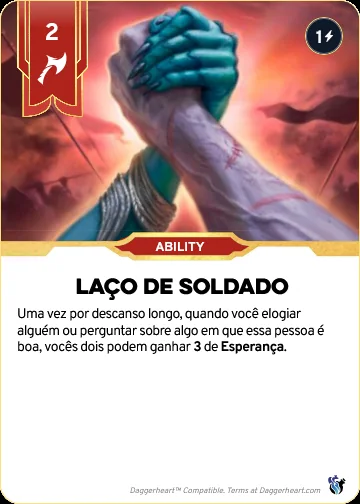 2
1
ABILITY
LAÇO DE SOLDADO
Uma vez por descanso longo, quando você elogiar
alguém ou perguntar sobre algo em que essa pessoa é
boa, vocês dois podem ganhar 3 de Esperança.
Daggerheart™ Compatible. Terms at Daggerheart.com